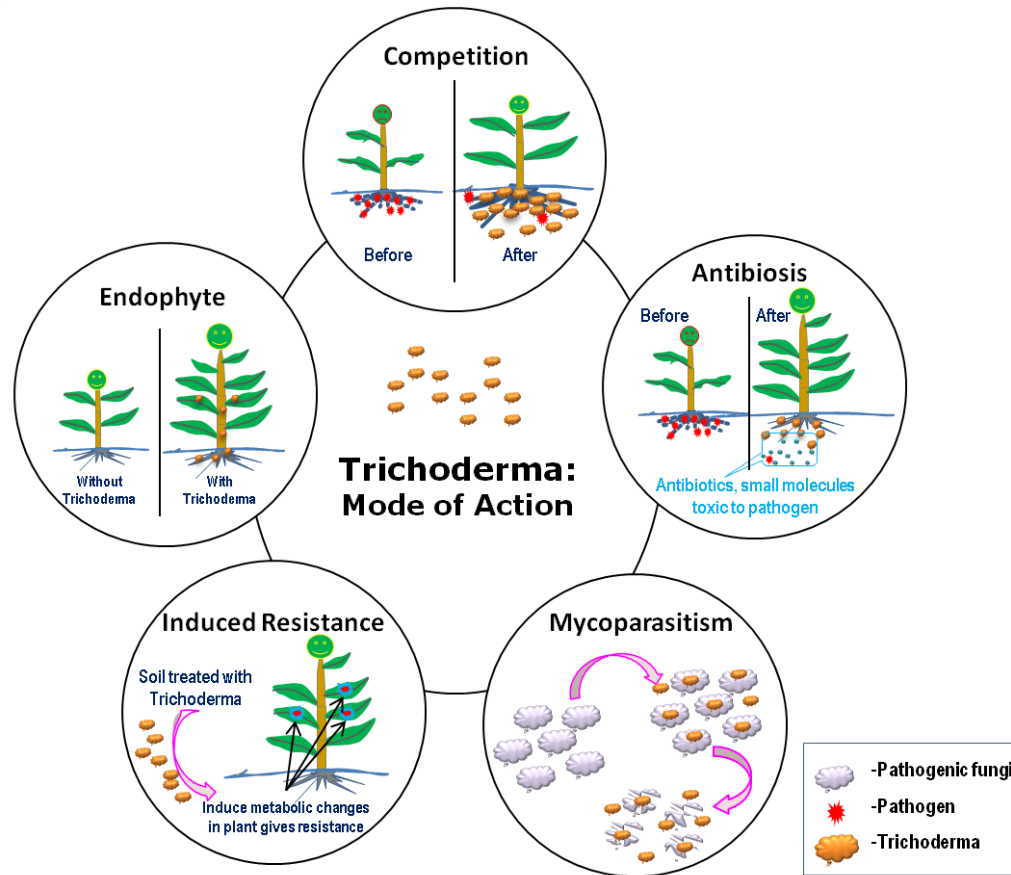 Competition
Before
After
Antibiosis
Before
After
Antibiotics, small molecules
toxic to pathogen
Endophyte
Without
Trichoderma
With
Trichoderma
Trichoderma:
Mode of Action
Induced Resistance
Soil treated with
Trichoderma
Induce metabolic changes
in plant gives resistance
Mycoparasitism
-Pathogenic fungi
-Pathogen
-Trichoderma